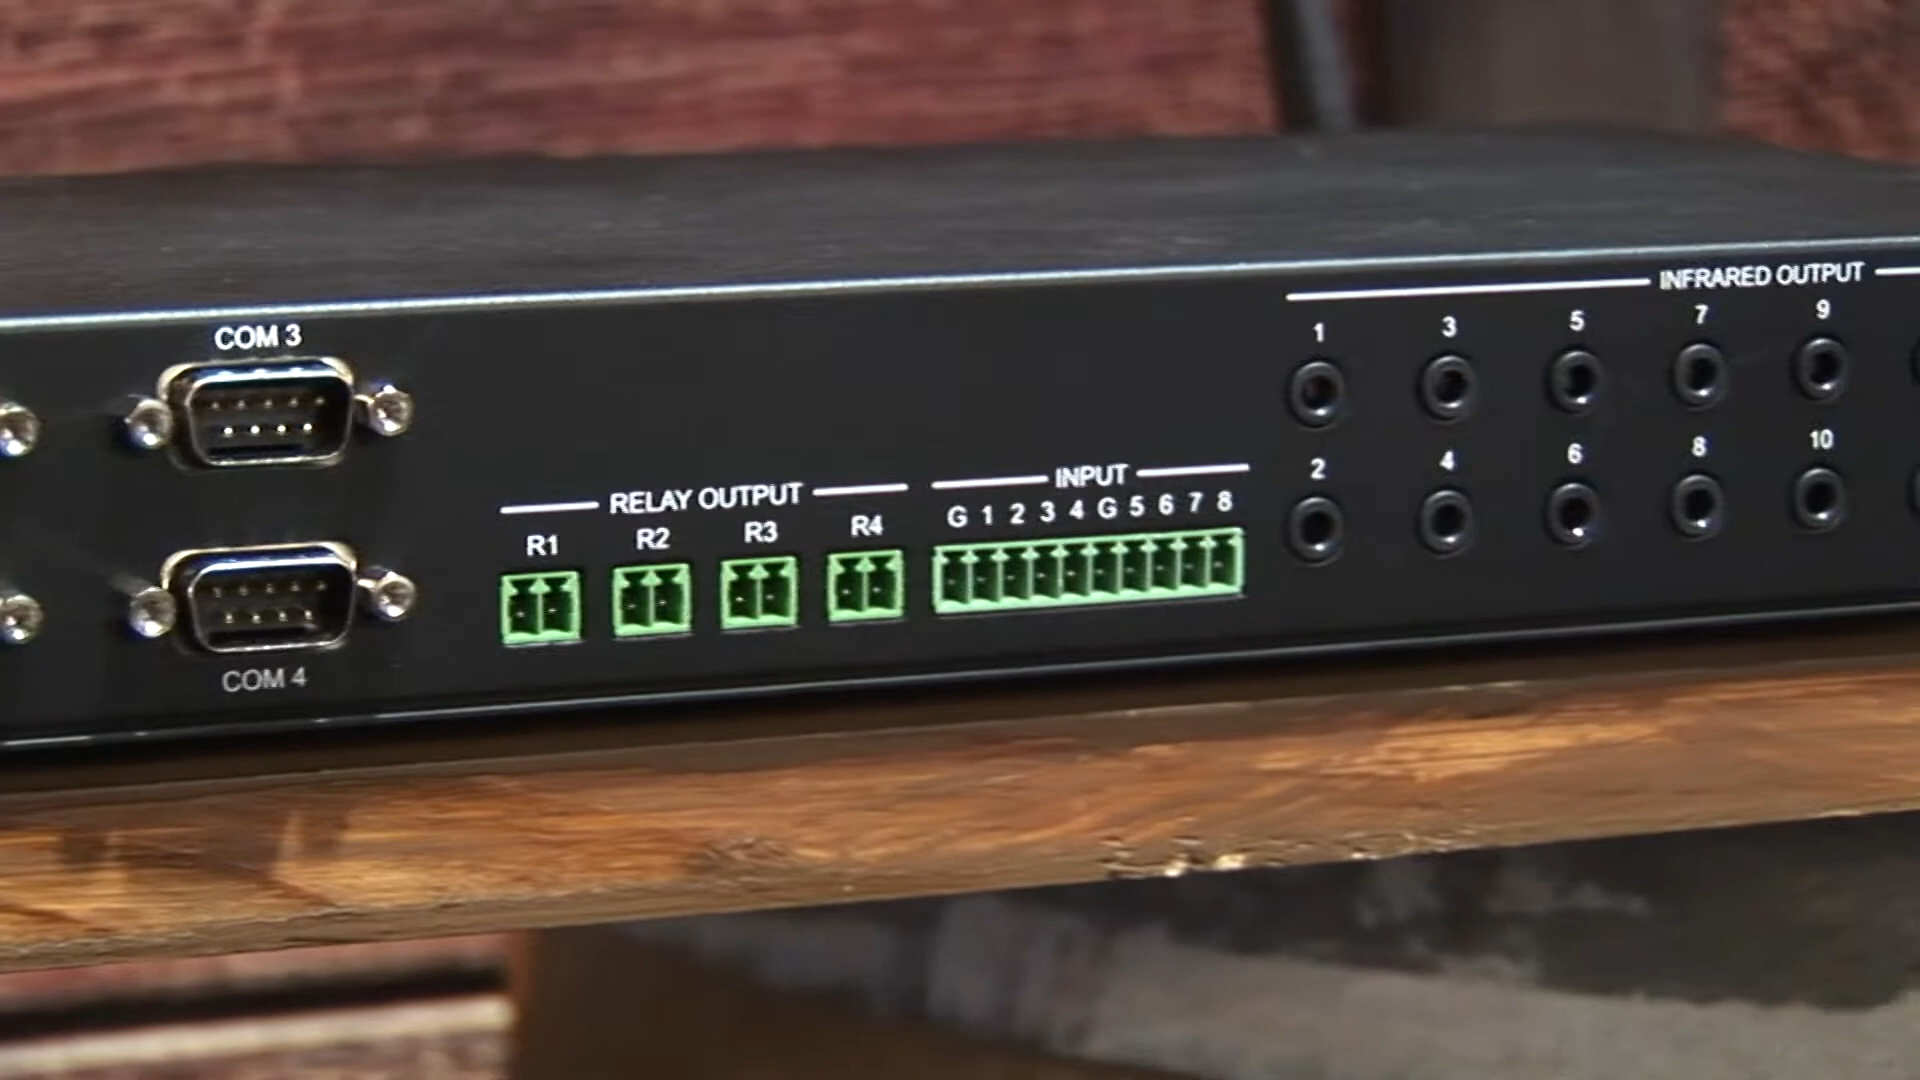 COM 3
COM 4
RELAY OUTPUT
R1 R2 R3 R4
INPUT
G 1 2 3 4 G 5 6 7 8
INFRARED OUTPUT
1 3 5 7 9
2 4 6 8 10